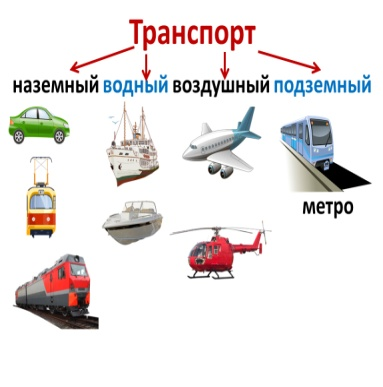 Транспорт
наземный водный воздушный подземный
метро